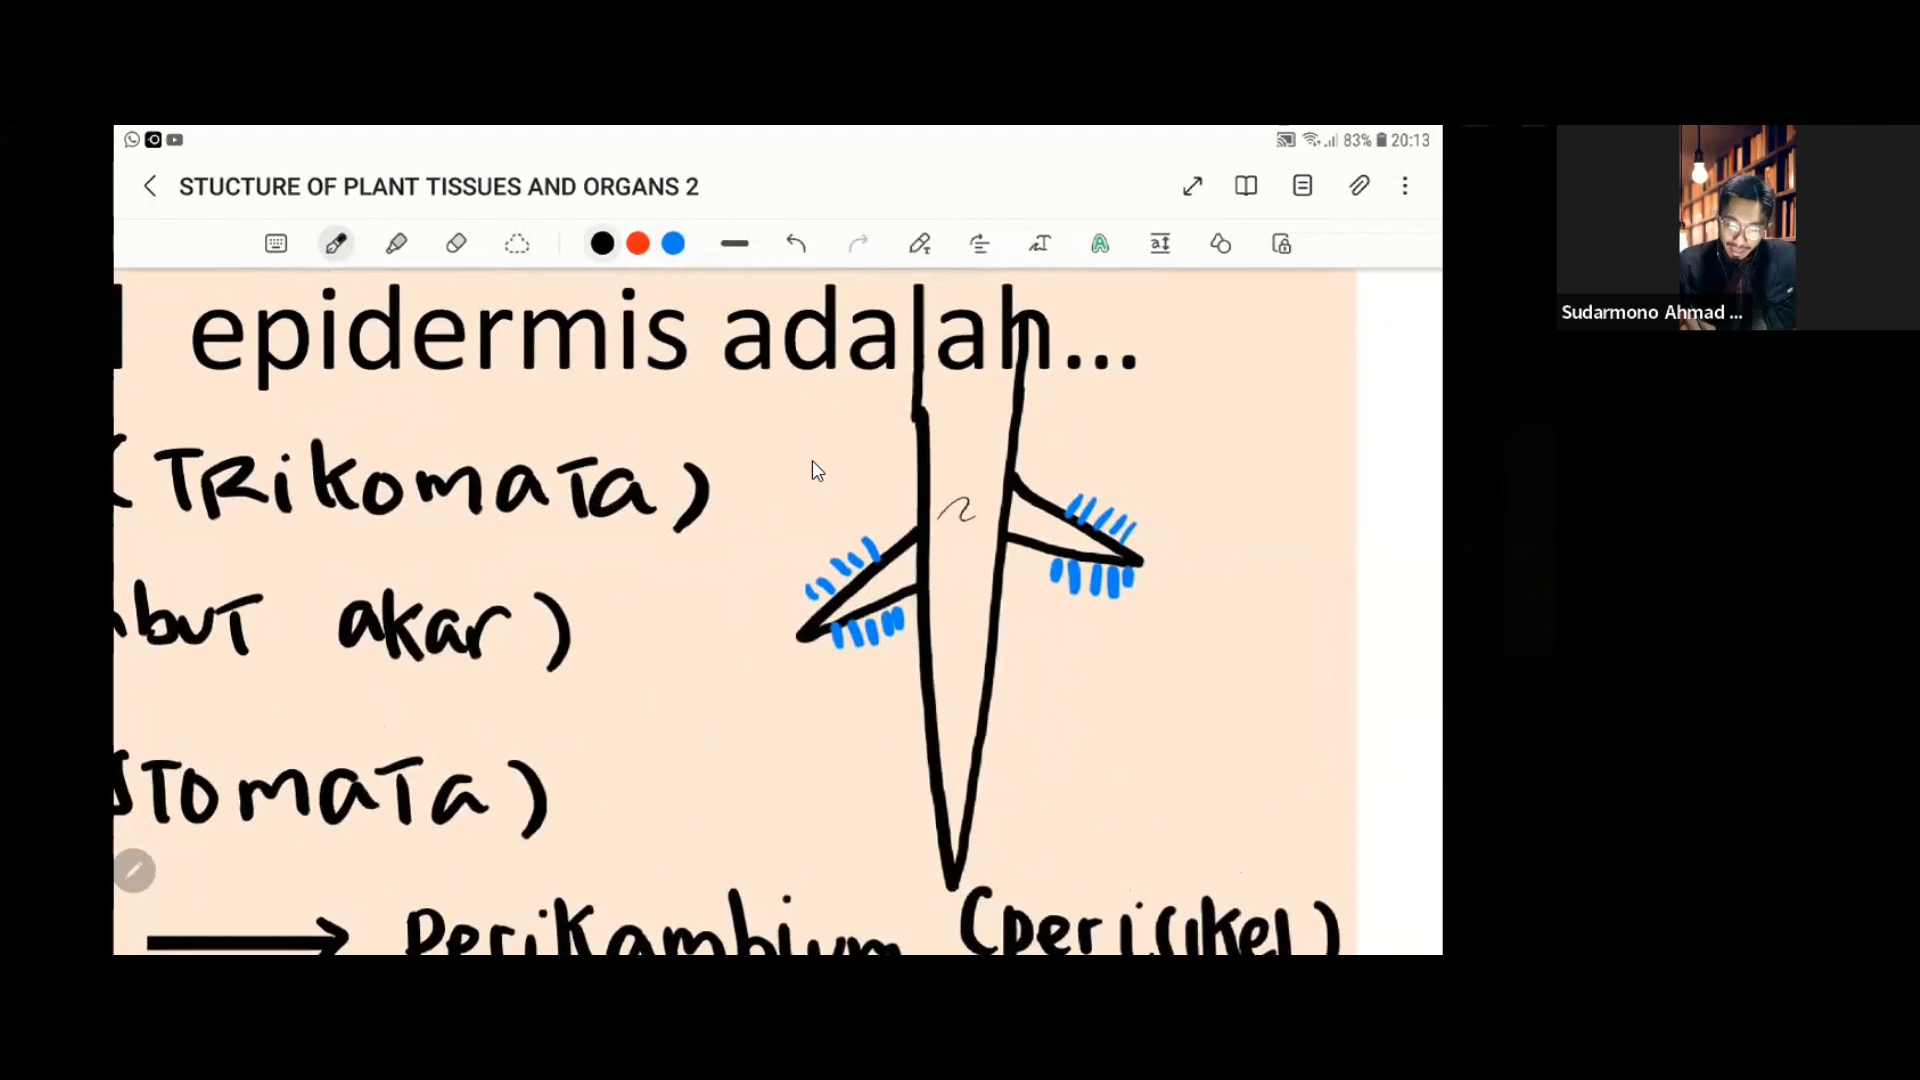 83% 20:13
STUCTURE OF PLANT TISSUES AND ORGANS 2
epidermis adalah...
(TRikomaTa)
akar)
STomaTa)
Perikambium (perisikel)
Sudarmono Ahmad ...